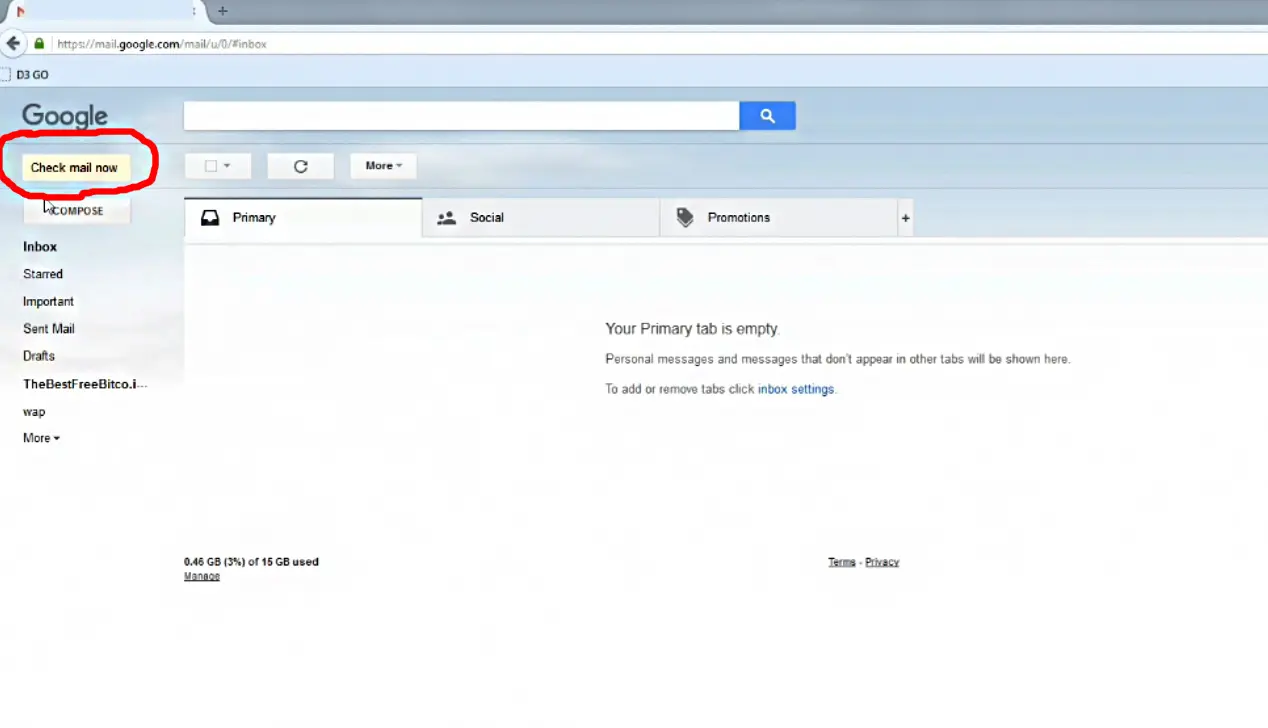 https://mail.google.com/mail/u/0/#inbox
D3 GO
Google
Check mail now
More
COMPOSE
Primary
Social
Promotions
+
Inbox
Starred
Important
Sent Mail
Drafts
TheBestFreeBitco.i...
wap
More
Your Primary tab is empty.
Personal messages and messages that don't appear in other tabs will be shown here.
To add or remove tabs click inbox settings.
0.46 GB (3%) of 15 GB used
Manage
Terms - Privacy